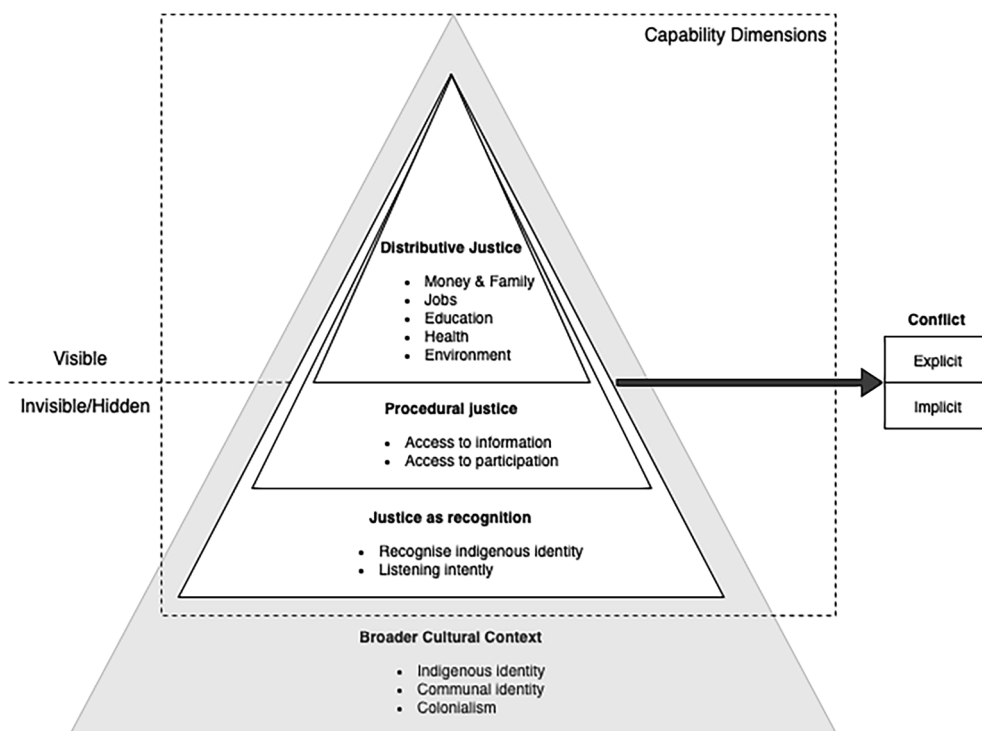 Capability Dimensions
Distributive Justice
• Money & Family
• Jobs
• Education
• Health
• Environment
Visible
Invisible/Hidden
Conflict
Explicit
Implicit
Procedural justice
• Access to information
• Access to participation
Justice as recognition
• Recognise indigenous identity
• Listening intently
Broader Cultural Context
• Indigenous identity
• Communal identity
• Colonialism